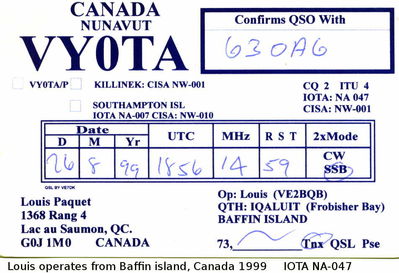 CANADA
NUNAVUT
VY0TA
Confirms QSO With
G3OAG
VY0TA/P KILLINEK: CISA NW-001
SOUTHAMPTON ISL
IOTA NA-007 CISA: NW-010
CQ 2 ITU 4
IOTA: NA 047
CISA: NW-001
Date
D M Yr UTC MHz R S T 2xMode
26 8 99 1856 14 59 CW
SSB
QSL BY VE7DK
Louis Paquet
1368 Rang 4
Lac au Saumon, QC.
G0J 1M0 CANADA
Op: Louis (VE2BQB)
QTH: IQALUIT (Frobisher Bay)
BAFFIN ISLAND
73, Tnx QSL Pse
Louis operates from Baffin island, Canada 1999 IOTA NA-047